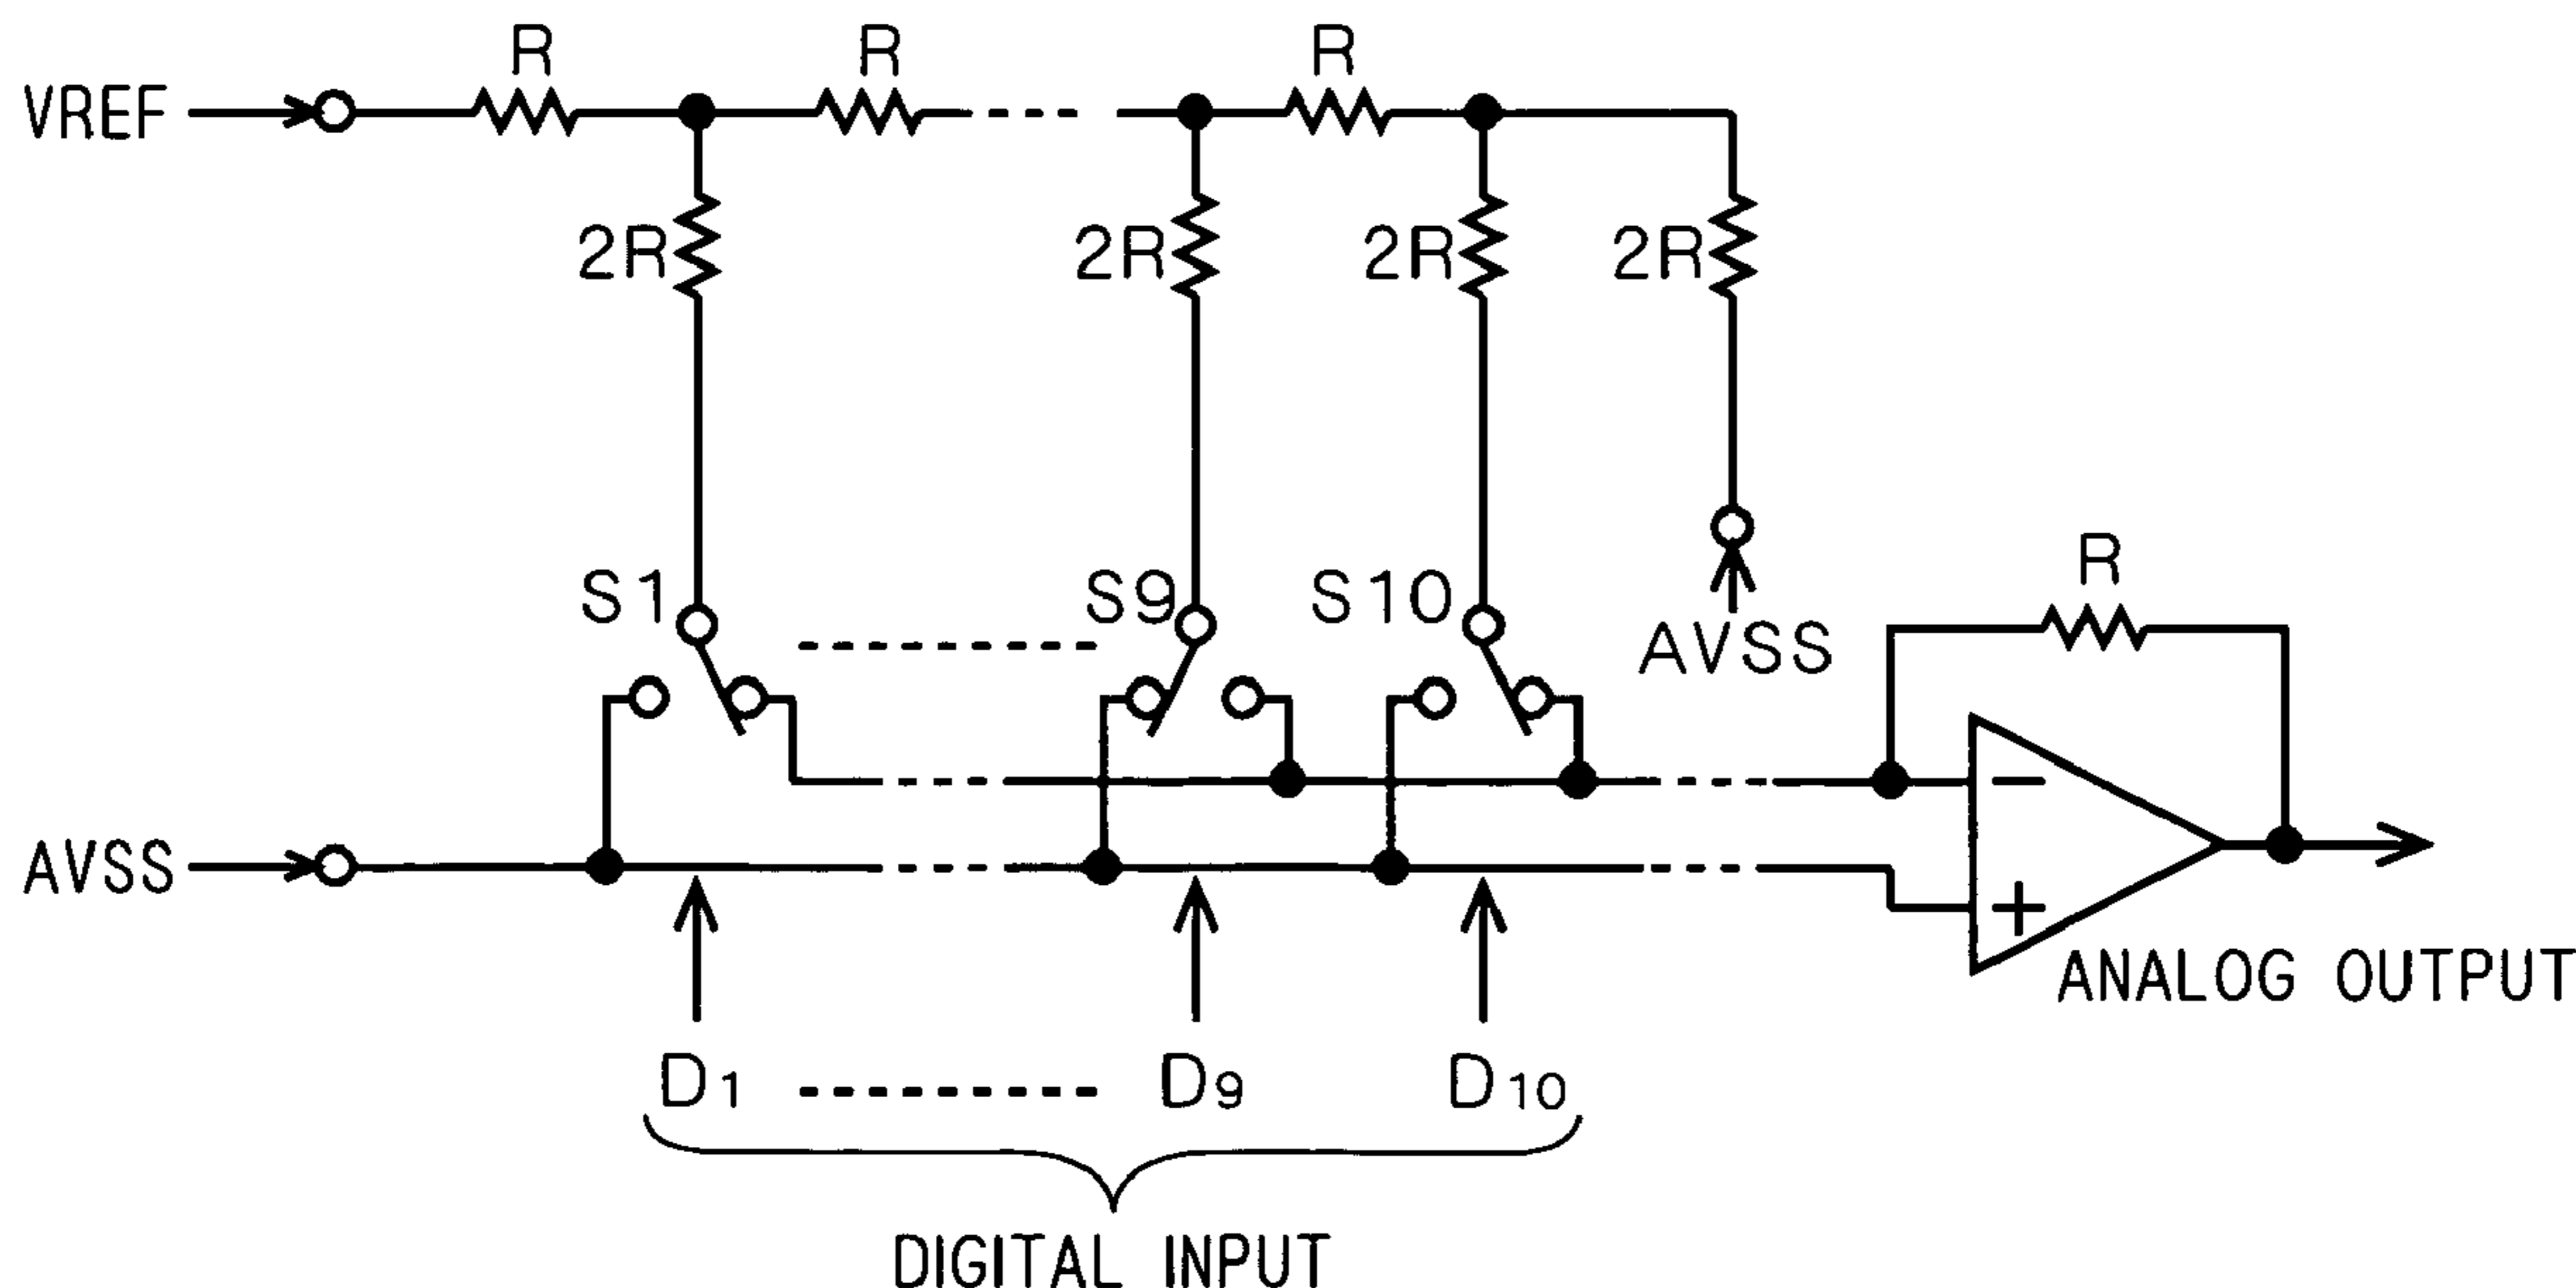 R R R
VREF
2R 2R 2R 2R
S1 S9 S10
R
AVSS
− +
AVSS
ANALOG OUTPUT
D1 D9 D10
DIGITAL INPUT